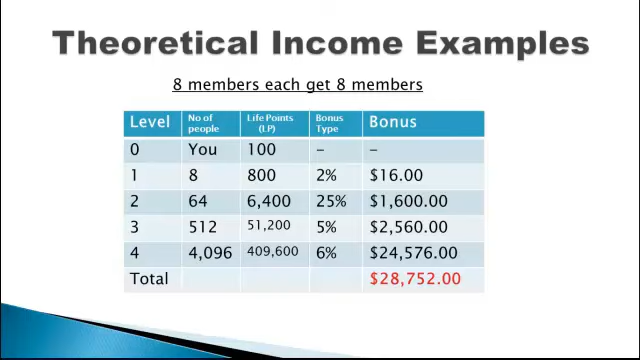 Theoretical Income Examples
8 members each get 8 members
Level No of people Life Points (LP) Bonus Type Bonus
0 You 100 – –
1 8 800 2% $16.00
2 64 6,400 25% $1,600.00
3 512 51,200 5% $2,560.00
4 4,096 409,600 6% $24,576.00
Total $28,752.00